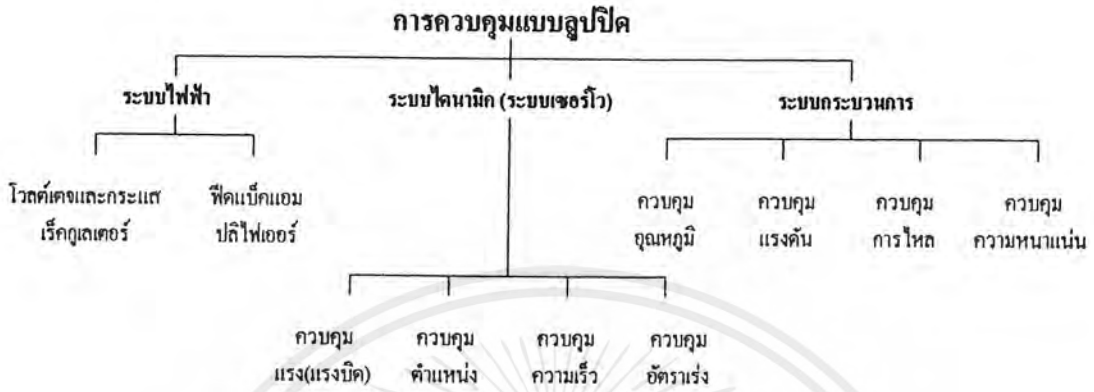 การควบคุมแบบลูปปิด
ระบบไฟฟ้า
ระบบไดนามิก (ระบบเซอร์โว)
ระบบกระบวนการ
โวลต์เตจและกระแส
เร็กกูเลเตอร์
ฟีดแบ็กแอม
ปลิไฟเออร์
ควบคุม
อุณหภูมิ
ควบคุม
แรงดัน
ควบคุม
การไหล
ควบคุม
ความหนาแน่น
ควบคุม
แรง(แรงบิด)
ควบคุม
ตำแหน่ง
ควบคุม
ความเร็ว
ควบคุม
อัตราเร่ง